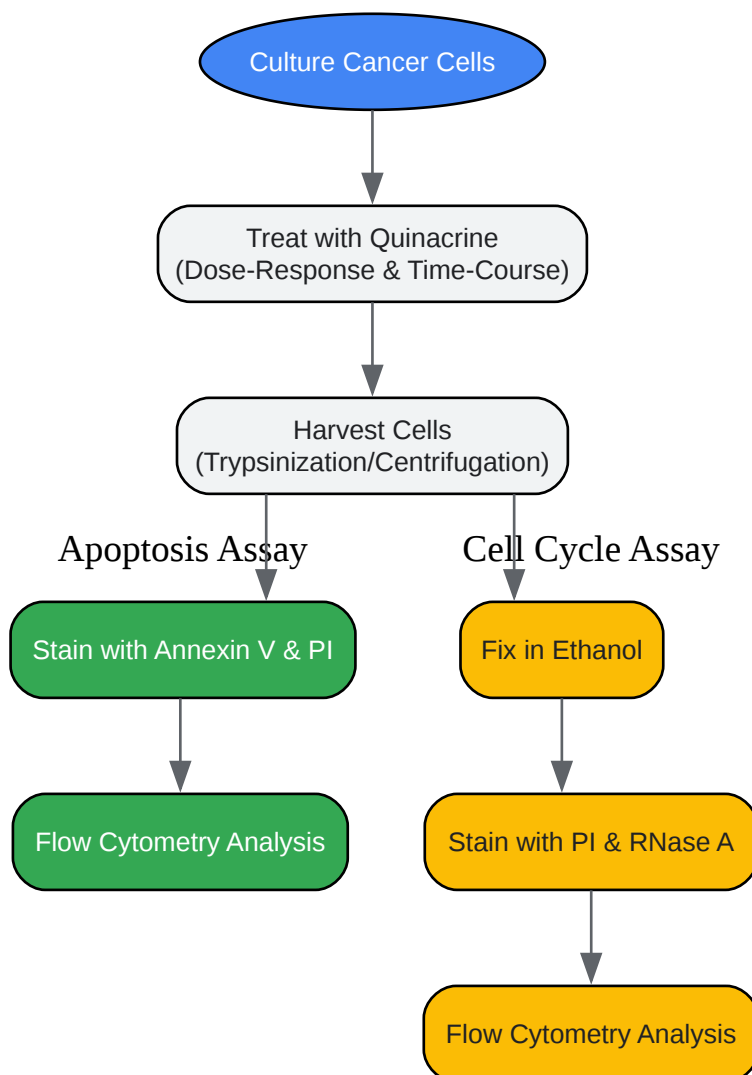 Culture Cancer Cells
Treat with Quinacrine
(Dose-Response & Time-Course)
Harvest Cells
(Trypsinization/Centrifugation)
Apoptosis Assay
Cell Cycle Assay
Stain with Annexin V & PI
Fix in Ethanol
Flow Cytometry Analysis
Stain with PI & RNase A
Flow Cytometry Analysis